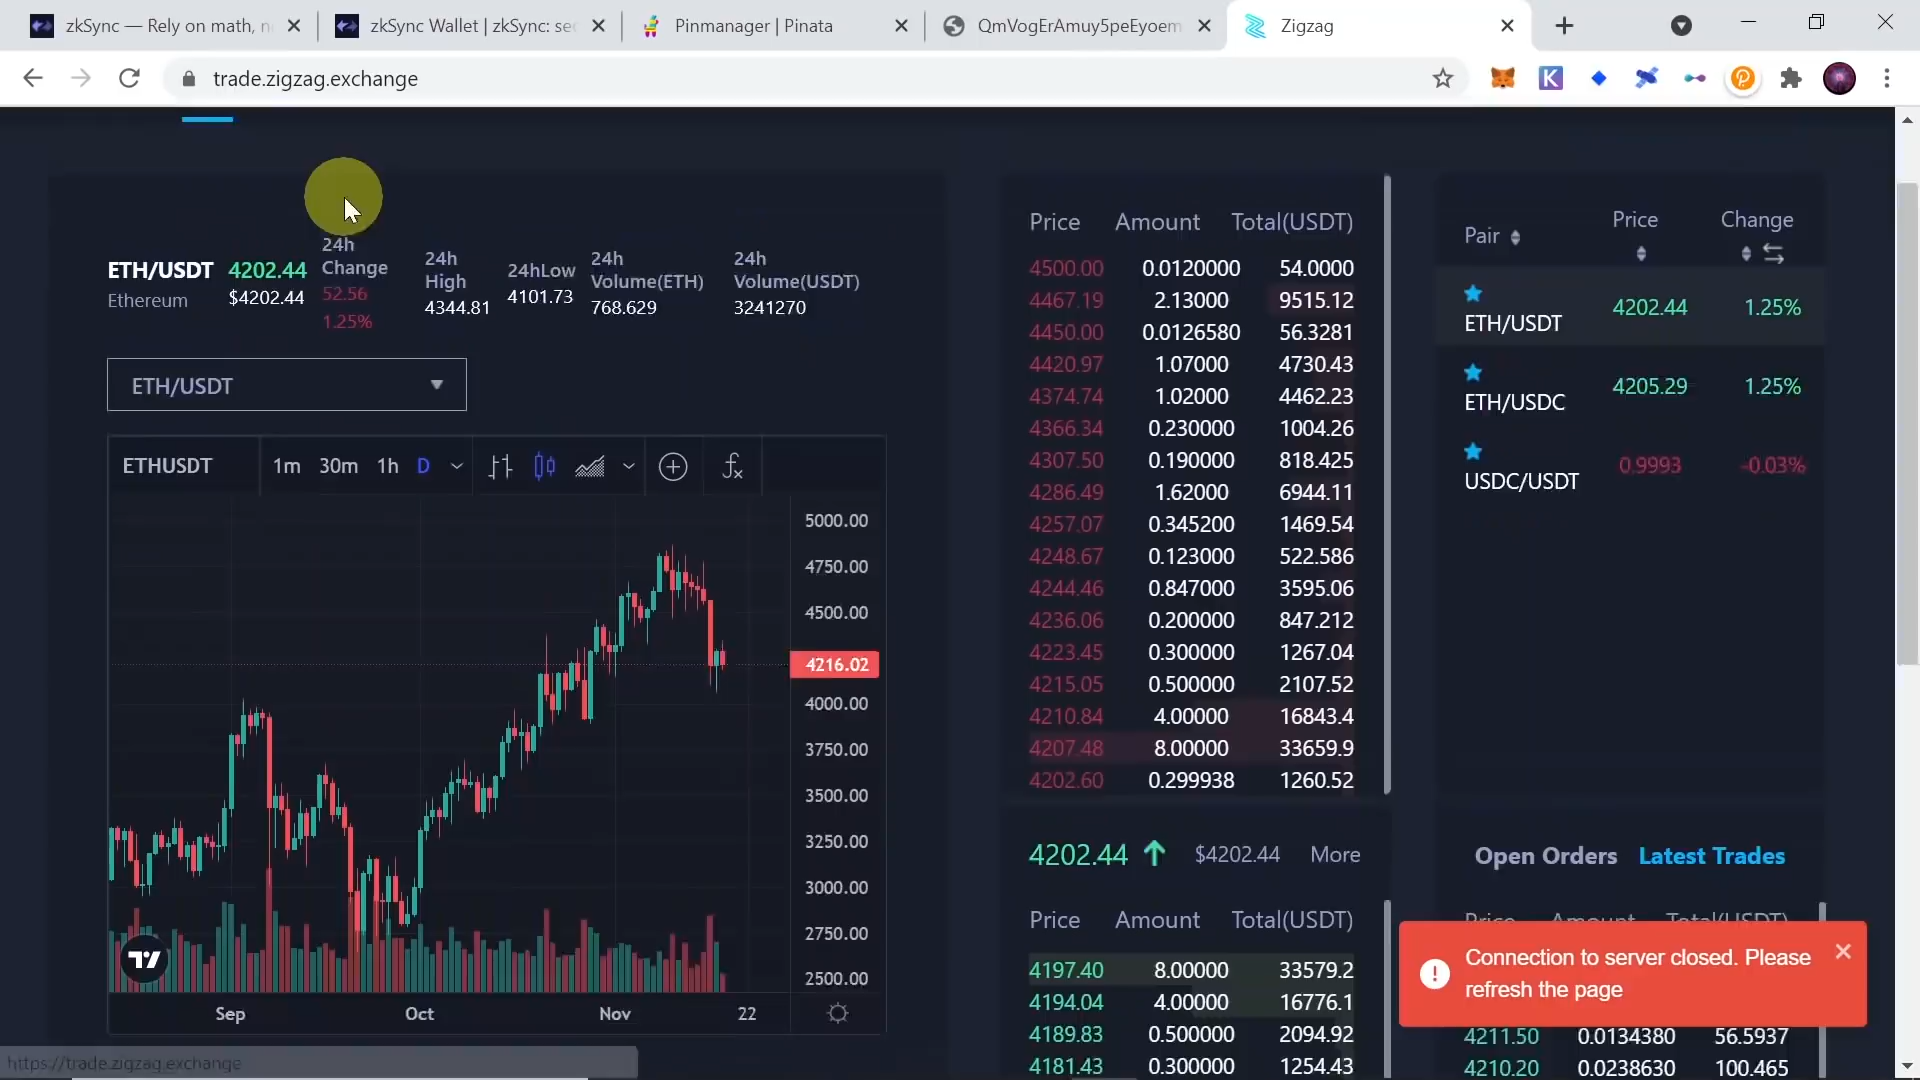 zkSync — Rely on math, n
zkSync Wallet | zkSync: se
Pinmanager | Pinata
QmVogErAmuy5peEyoem
Zigzag
trade.zigzag.exchange
ETH/USDT
Ethereum
4202.44
$4202.44
24h
Change
52.56
1.25%
24h
High
4344.81
24hLow
4101.73
24h
Volume(ETH)
768.629
24h
Volume(USDT)
3241270
ETH/USDT
ETHUSDT 1m 30m 1h D
5000.00
4750.00
4500.00
4216.02
4000.00
3750.00
3500.00
3250.00
3000.00
2750.00
2500.00
Sep Oct Nov 22
https://trade.zigzag.exchange
Price Amount Total(USDT)
4500.00 0.0120000 54.0000
4467.19 2.13000 9515.12
4450.00 0.0126580 56.3281
4420.97 1.07000 4730.43
4374.74 1.02000 4462.23
4366.34 0.230000 1004.26
4307.50 0.190000 818.425
4286.49 1.62000 6944.11
4257.07 0.345200 1469.54
4248.67 0.123000 522.586
4244.46 0.847000 3595.06
4236.06 0.200000 847.212
4223.45 0.300000 1267.04
4215.05 0.500000 2107.52
4210.84 4.00000 16843.4
4207.48 8.00000 33659.9
4202.60 0.299938 1260.52
4202.44 $4202.44 More
Price Amount Total(USDT)
4197.40 8.00000 33579.2
4194.04 4.00000 16776.1
4189.83 0.500000 2094.92
4181.43 0.300000 1254.43
Pair Price Change
ETH/USDT 4202.44 1.25%
ETH/USDC 4205.29 1.25%
USDC/USDT 0.9993 -0.03%
Open Orders Latest Trades
Price Amount Total(USDT)
Connection to server closed. Please
refresh the page
4211.50 0.0134380 56.5937
4210.20 0.0238630 100.465